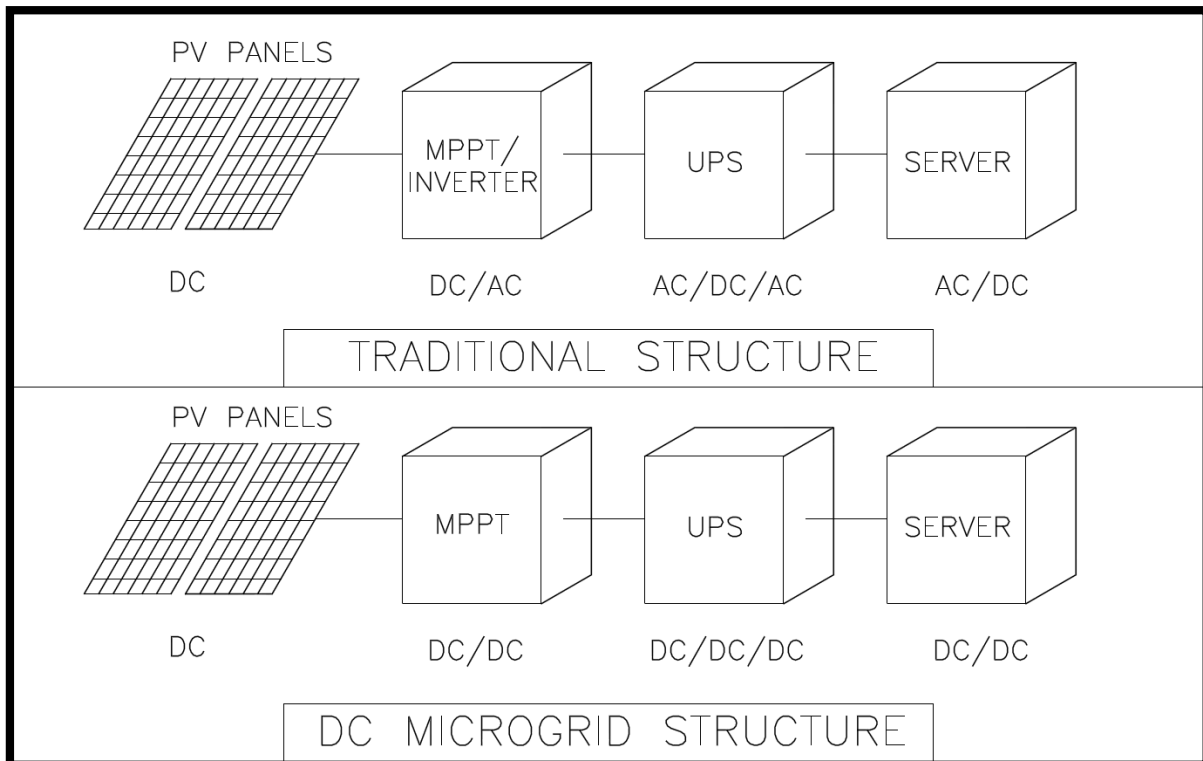 PV PANELS
MPPT/
INVERTER
UPS
SERVER
DC
DC/AC
AC/DC/AC
AC/DC
TRADITIONAL STRUCTURE
PV PANELS
MPPT
UPS
SERVER
DC
DC/DC
DC/DC/DC
DC/DC
DC MICROGRID STRUCTURE